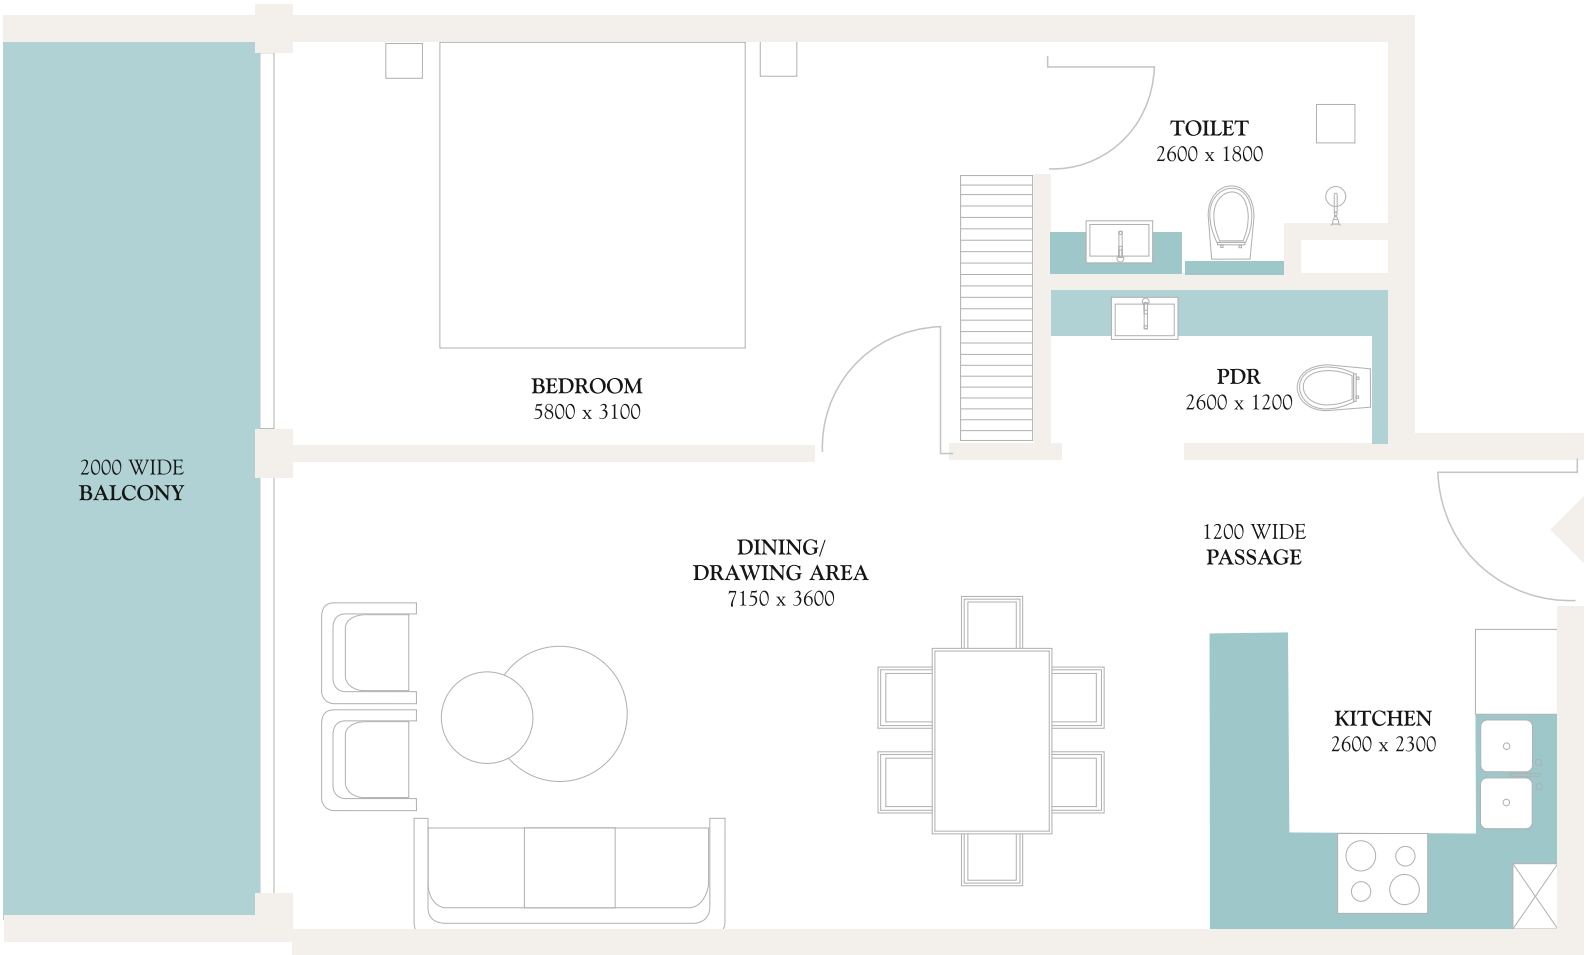 TOILET
2600 x 1800
BEDROOM
5800 x 3100
PDR
2600 x 1200
2000 WIDE
BALCONY
DINING/
DRAWING AREA
7150 x 3600
1200 WIDE
PASSAGE
KITCHEN
2600 x 2300